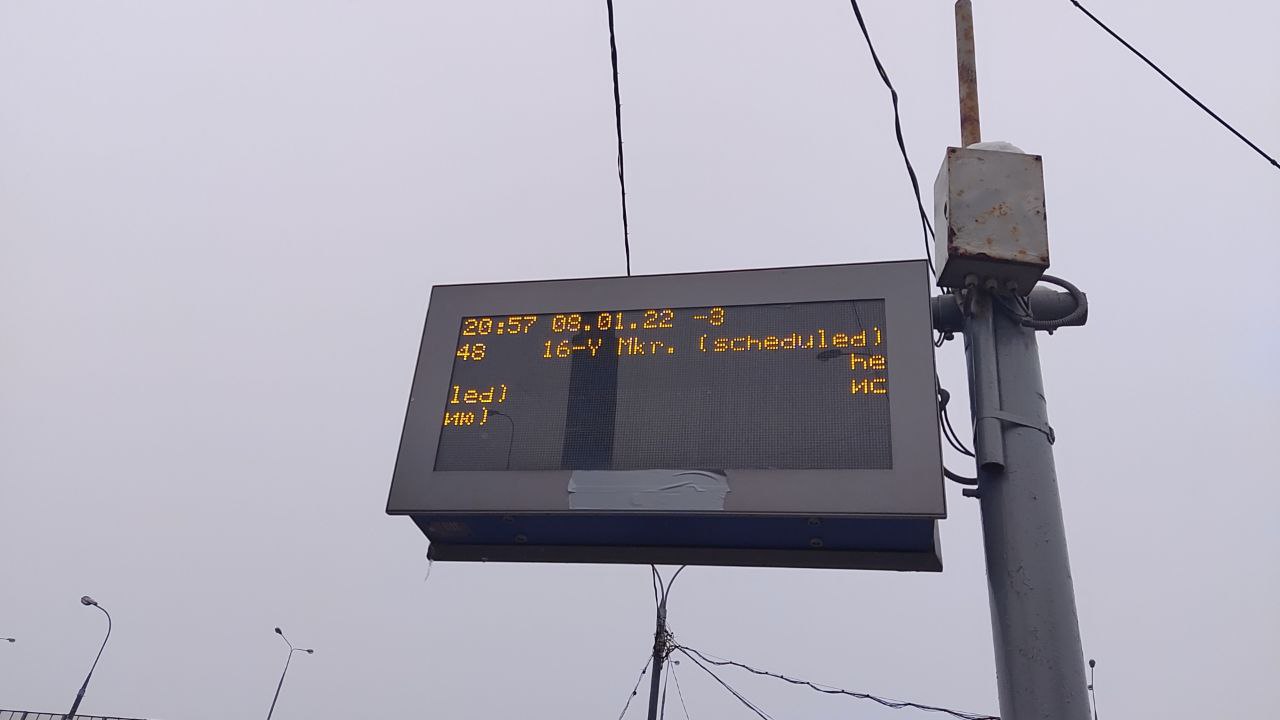 20:57 08.01.22 -3
48 16-Y Mkr. (scheduled)
he
ис
led)
ию)